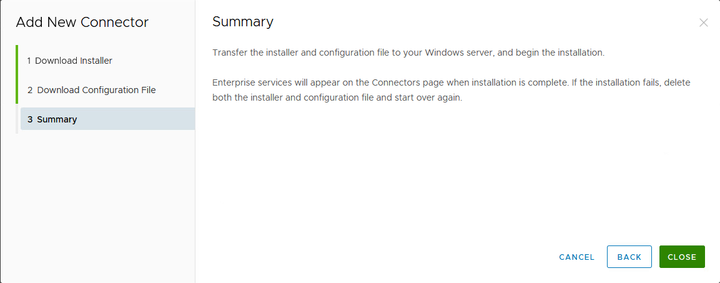 Add New Connector
1 Download Installer
2 Download Configuration File
3 Summary
Summary
Transfer the installer and configuration file to your Windows server, and begin the installation.
Enterprise services will appear on the Connectors page when installation is complete. If the installation fails, delete
both the installer and configuration file and start over again.
CANCEL
BACK
CLOSE